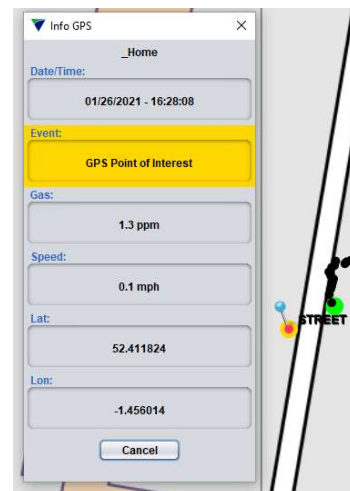 Info GPS
_Home
Date/Time:
01/26/2021 - 16:28:08
Event:
GPS Point of Interest
Gas:
1.3 ppm
Speed:
0.1 mph
Lat:
52.411824
Lon:
-1.456014
Cancel
STREET